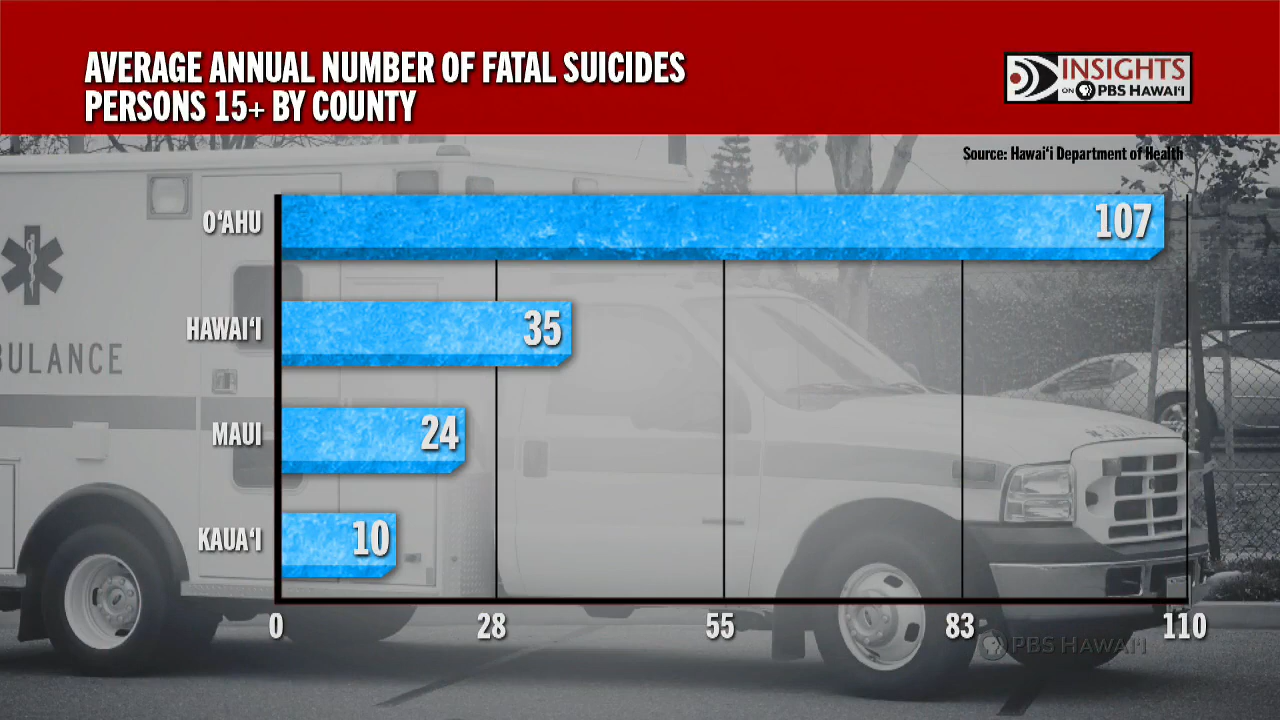 AVERAGE ANNUAL NUMBER OF FATAL SUICIDES
PERSONS 15+ BY COUNTY
INSIGHTS
ON PBS HAWAIʻI
Source: Hawaiʻi Department of Health
OʻAHU 107
HAWAIʻI 35
BULANCE
MAUI 24
KAUAʻI 10
0 28 55 83 110
PBS HAWAIʻI